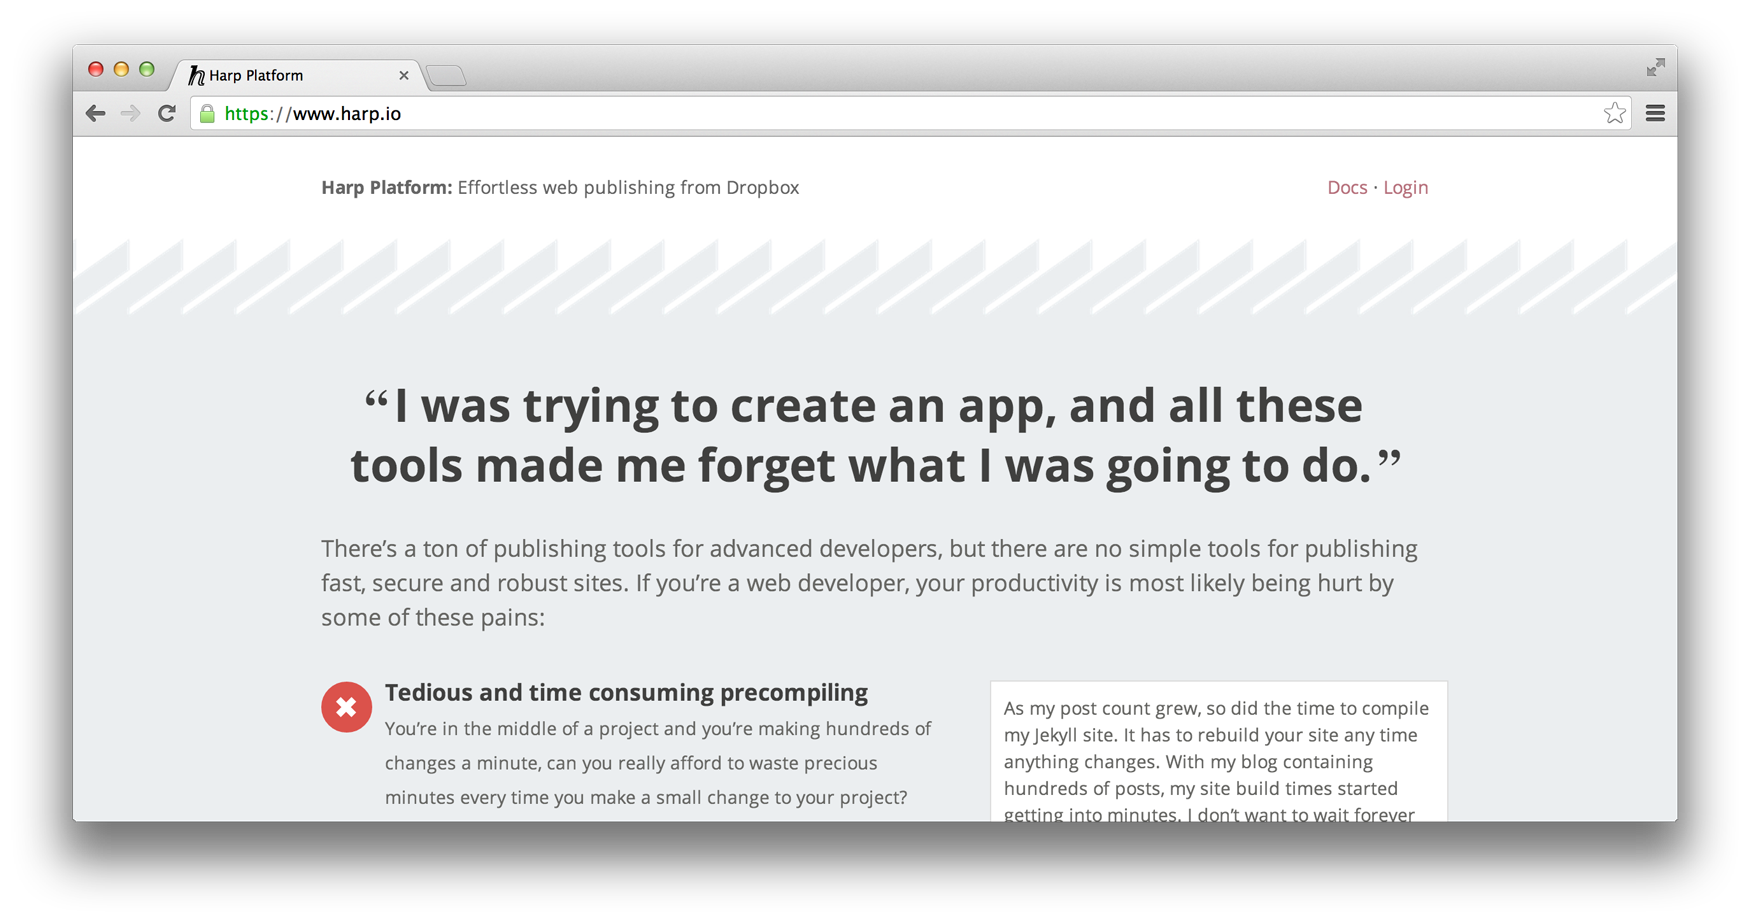 Harp Platform
https://www.harp.io
Harp Platform: Effortless web publishing from Dropbox
Docs · Login
“I was trying to create an app, and all these
tools made me forget what I was going to do.”
There’s a ton of publishing tools for advanced developers, but there are no simple tools for publishing
fast, secure and robust sites. If you’re a web developer, your productivity is most likely being hurt by
some of these pains:
Tedious and time consuming precompiling
You’re in the middle of a project and you’re making hundreds of
changes a minute, can you really afford to waste precious
minutes every time you make a small change to your project?
As my post count grew, so did the time to compile
my Jekyll site. It has to rebuild your site any time
anything changes. With my blog containing
hundreds of posts, my site build times started
getting into minutes. I don’t want to wait forever